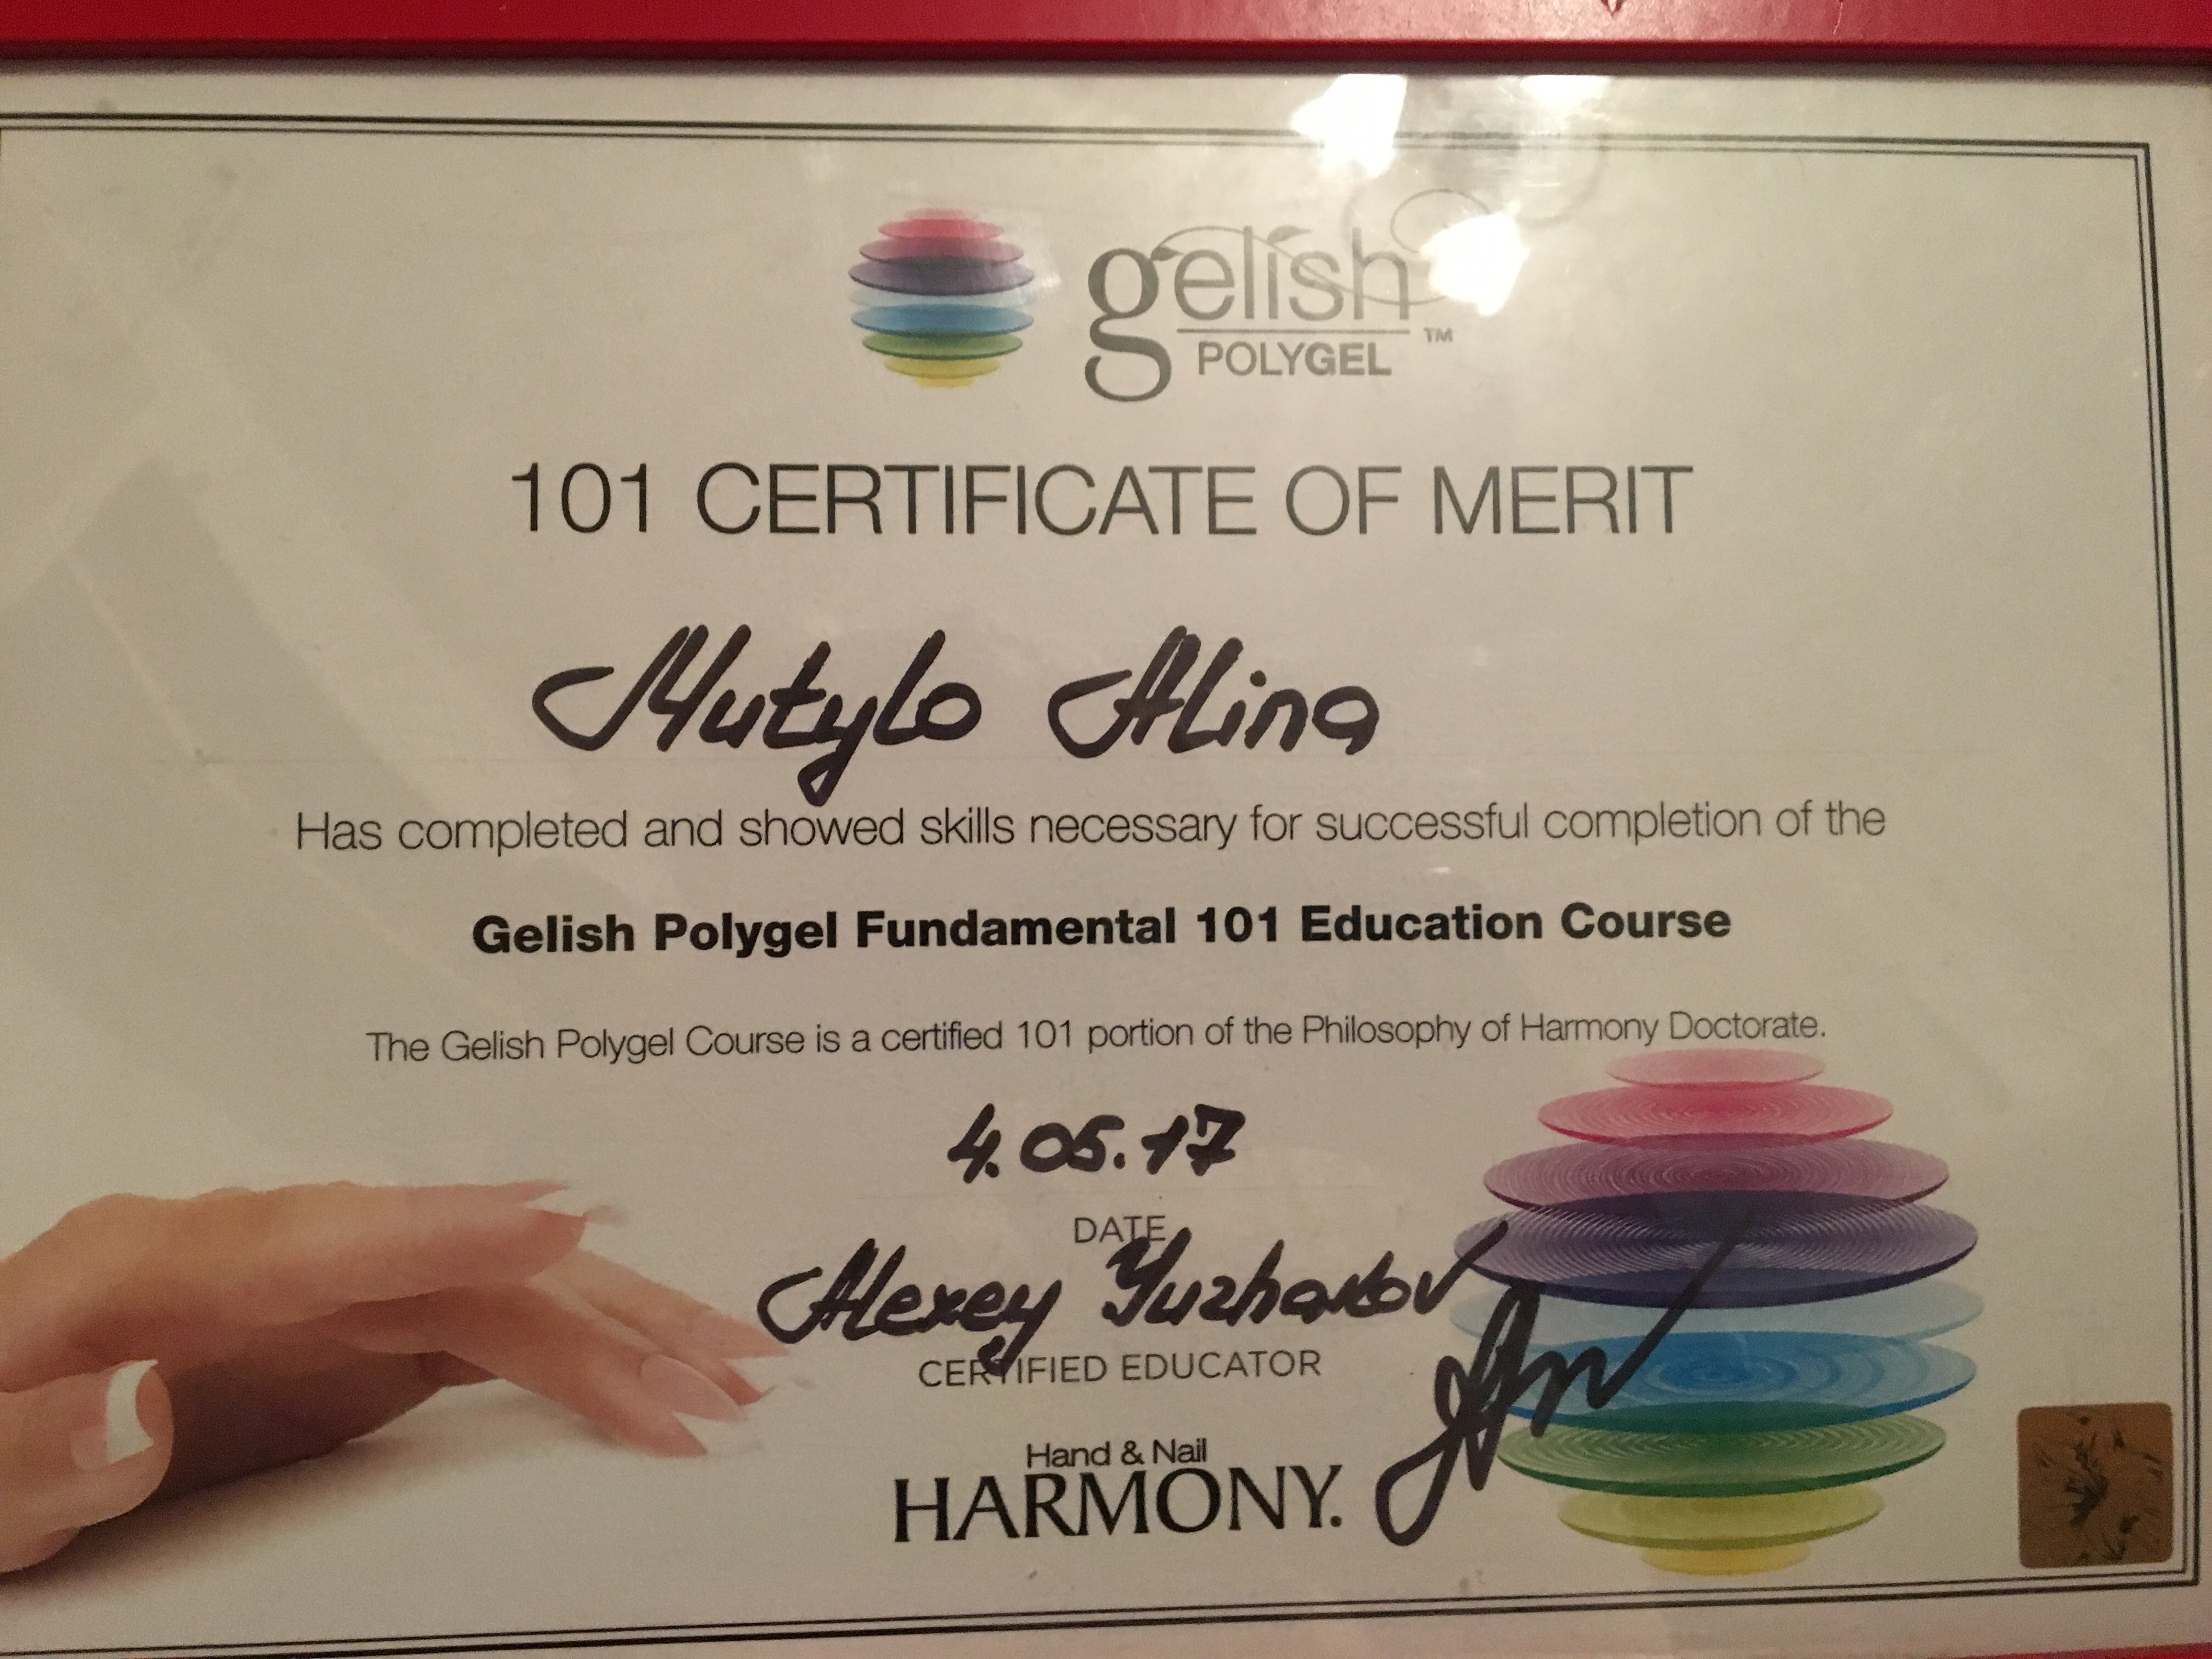 gelish
POLYGEL ™
101 CERTIFICATE OF MERIT
Mutylo Alina
Has completed and showed skills necessary for successful completion of the
Gelish Polygel Fundamental 101 Education Course
The Gelish Polygel Course is a certified 101 portion of the Philosophy of Harmony Doctorate.
4.05.17
DATE
Alexey Yuzhakov
CERTIFIED EDUCATOR
Hand & Nail
HARMONY.